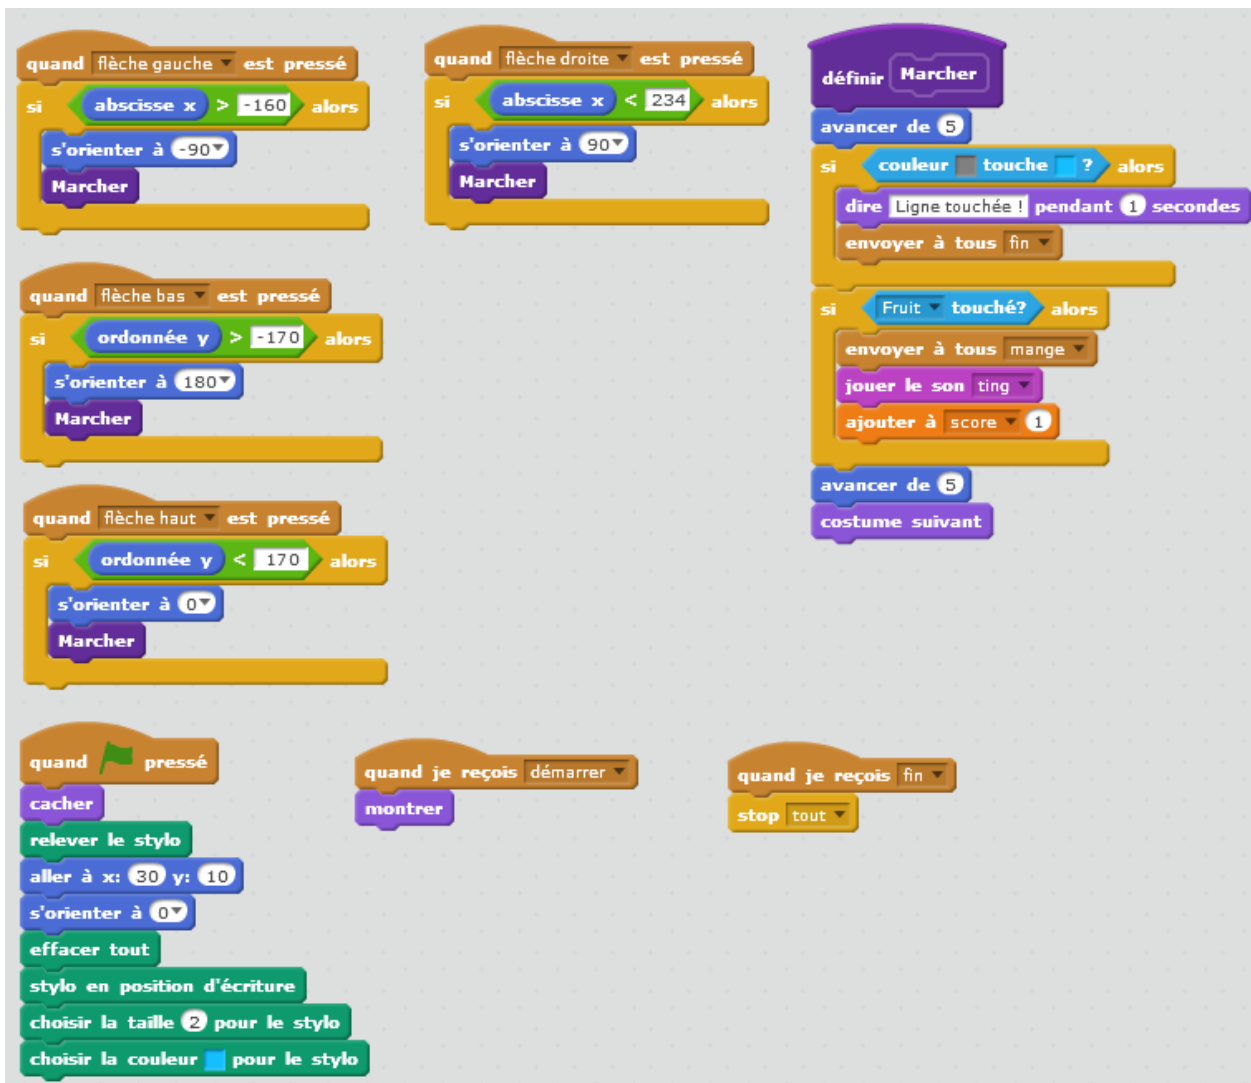 quand flèche gauche est pressé
si abscisse x > -160 alors
s'orienter à -90
Marcher
quand flèche droite est pressé
si abscisse x < 234 alors
s'orienter à 90
Marcher
définir Marcher
avancer de 5
si couleur touche ? alors
dire Ligne touchée ! pendant 1 secondes
envoyer à tous fin
si Fruit touché? alors
envoyer à tous mange
jouer le son ting
ajouter à score 1
avancer de 5
costume suivant
quand flèche bas est pressé
si ordonnée y > -170 alors
s'orienter à 180
Marcher
quand flèche haut est pressé
si ordonnée y < 170 alors
s'orienter à 0
Marcher
quand pressé
cacher
relever le stylo
aller à x: 30 y: 10
s'orienter à 0
effacer tout
stylo en position d'écriture
choisir la taille 2 pour le stylo
choisir la couleur pour le stylo
quand je reçois démarrer
montrer
quand je reçois fin
stop tout